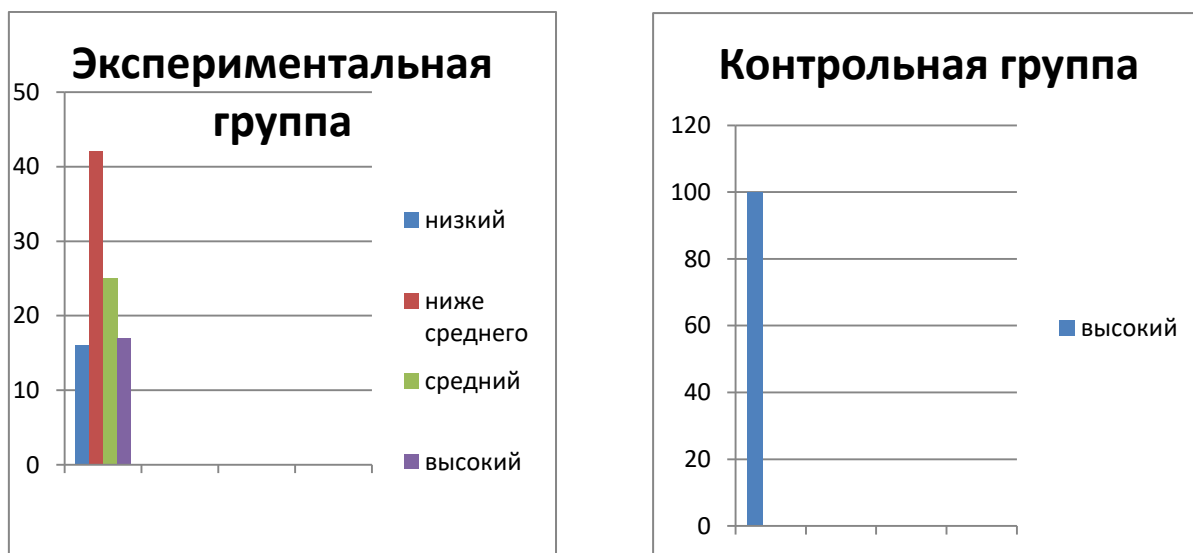 Экспериментальная
группа
50
40
30
20
10
0
низкий
ниже
среднего
средний
высокий
Контрольная группа
120
100
80
60
40
20
0
высокий